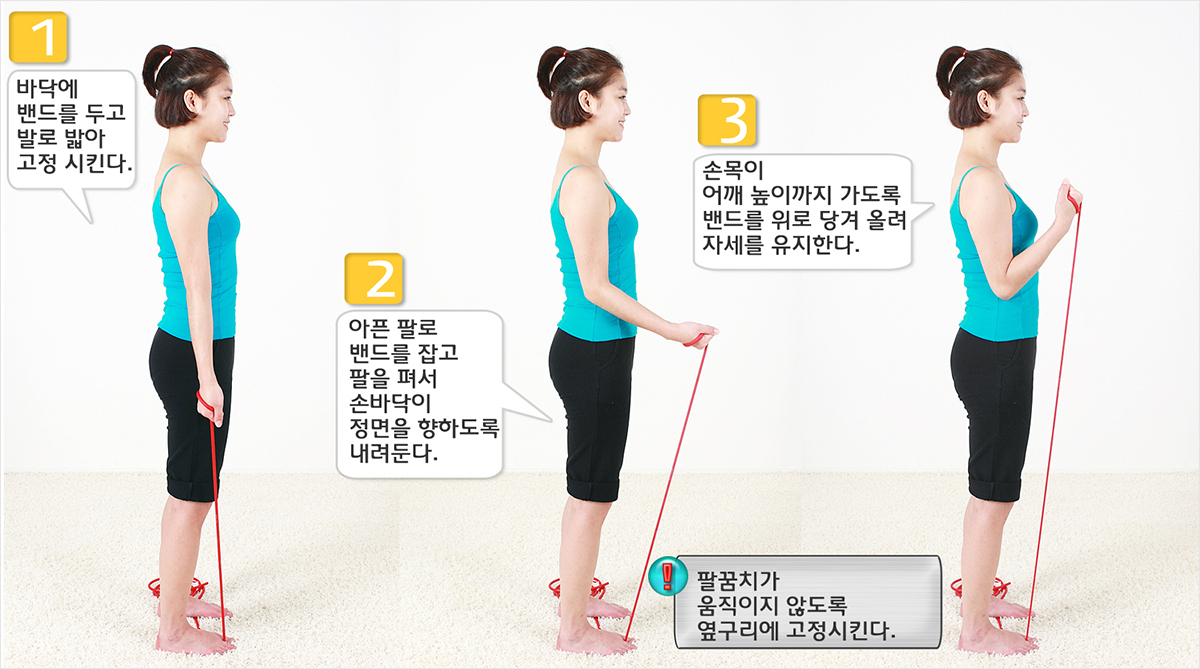 1
바닥에
밴드를 두고
발로 밟아
고정 시킨다.
2
아픈 팔로
밴드를 잡고
팔을 펴서
손바닥이
정면을 향하도록
내려둔다.
3
손목이
어깨 높이까지 가도록
밴드를 위로 당겨 올려
자세를 유지한다.
!
팔꿈치가
움직이지 않도록
옆구리에 고정시킨다.